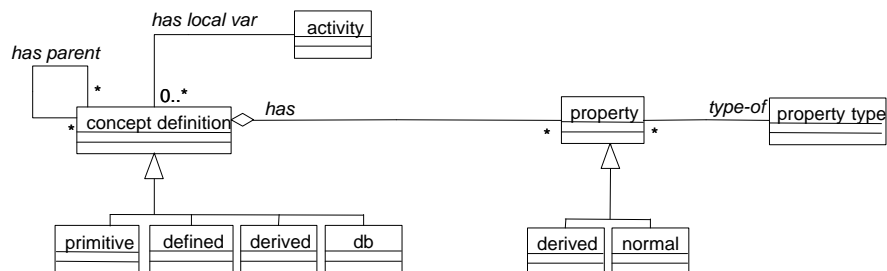 has local var
activity
has parent
*
0..*
*
concept definition
has
*
property
*
type-of
property type
primitive
defined
derived
db
derived
normal